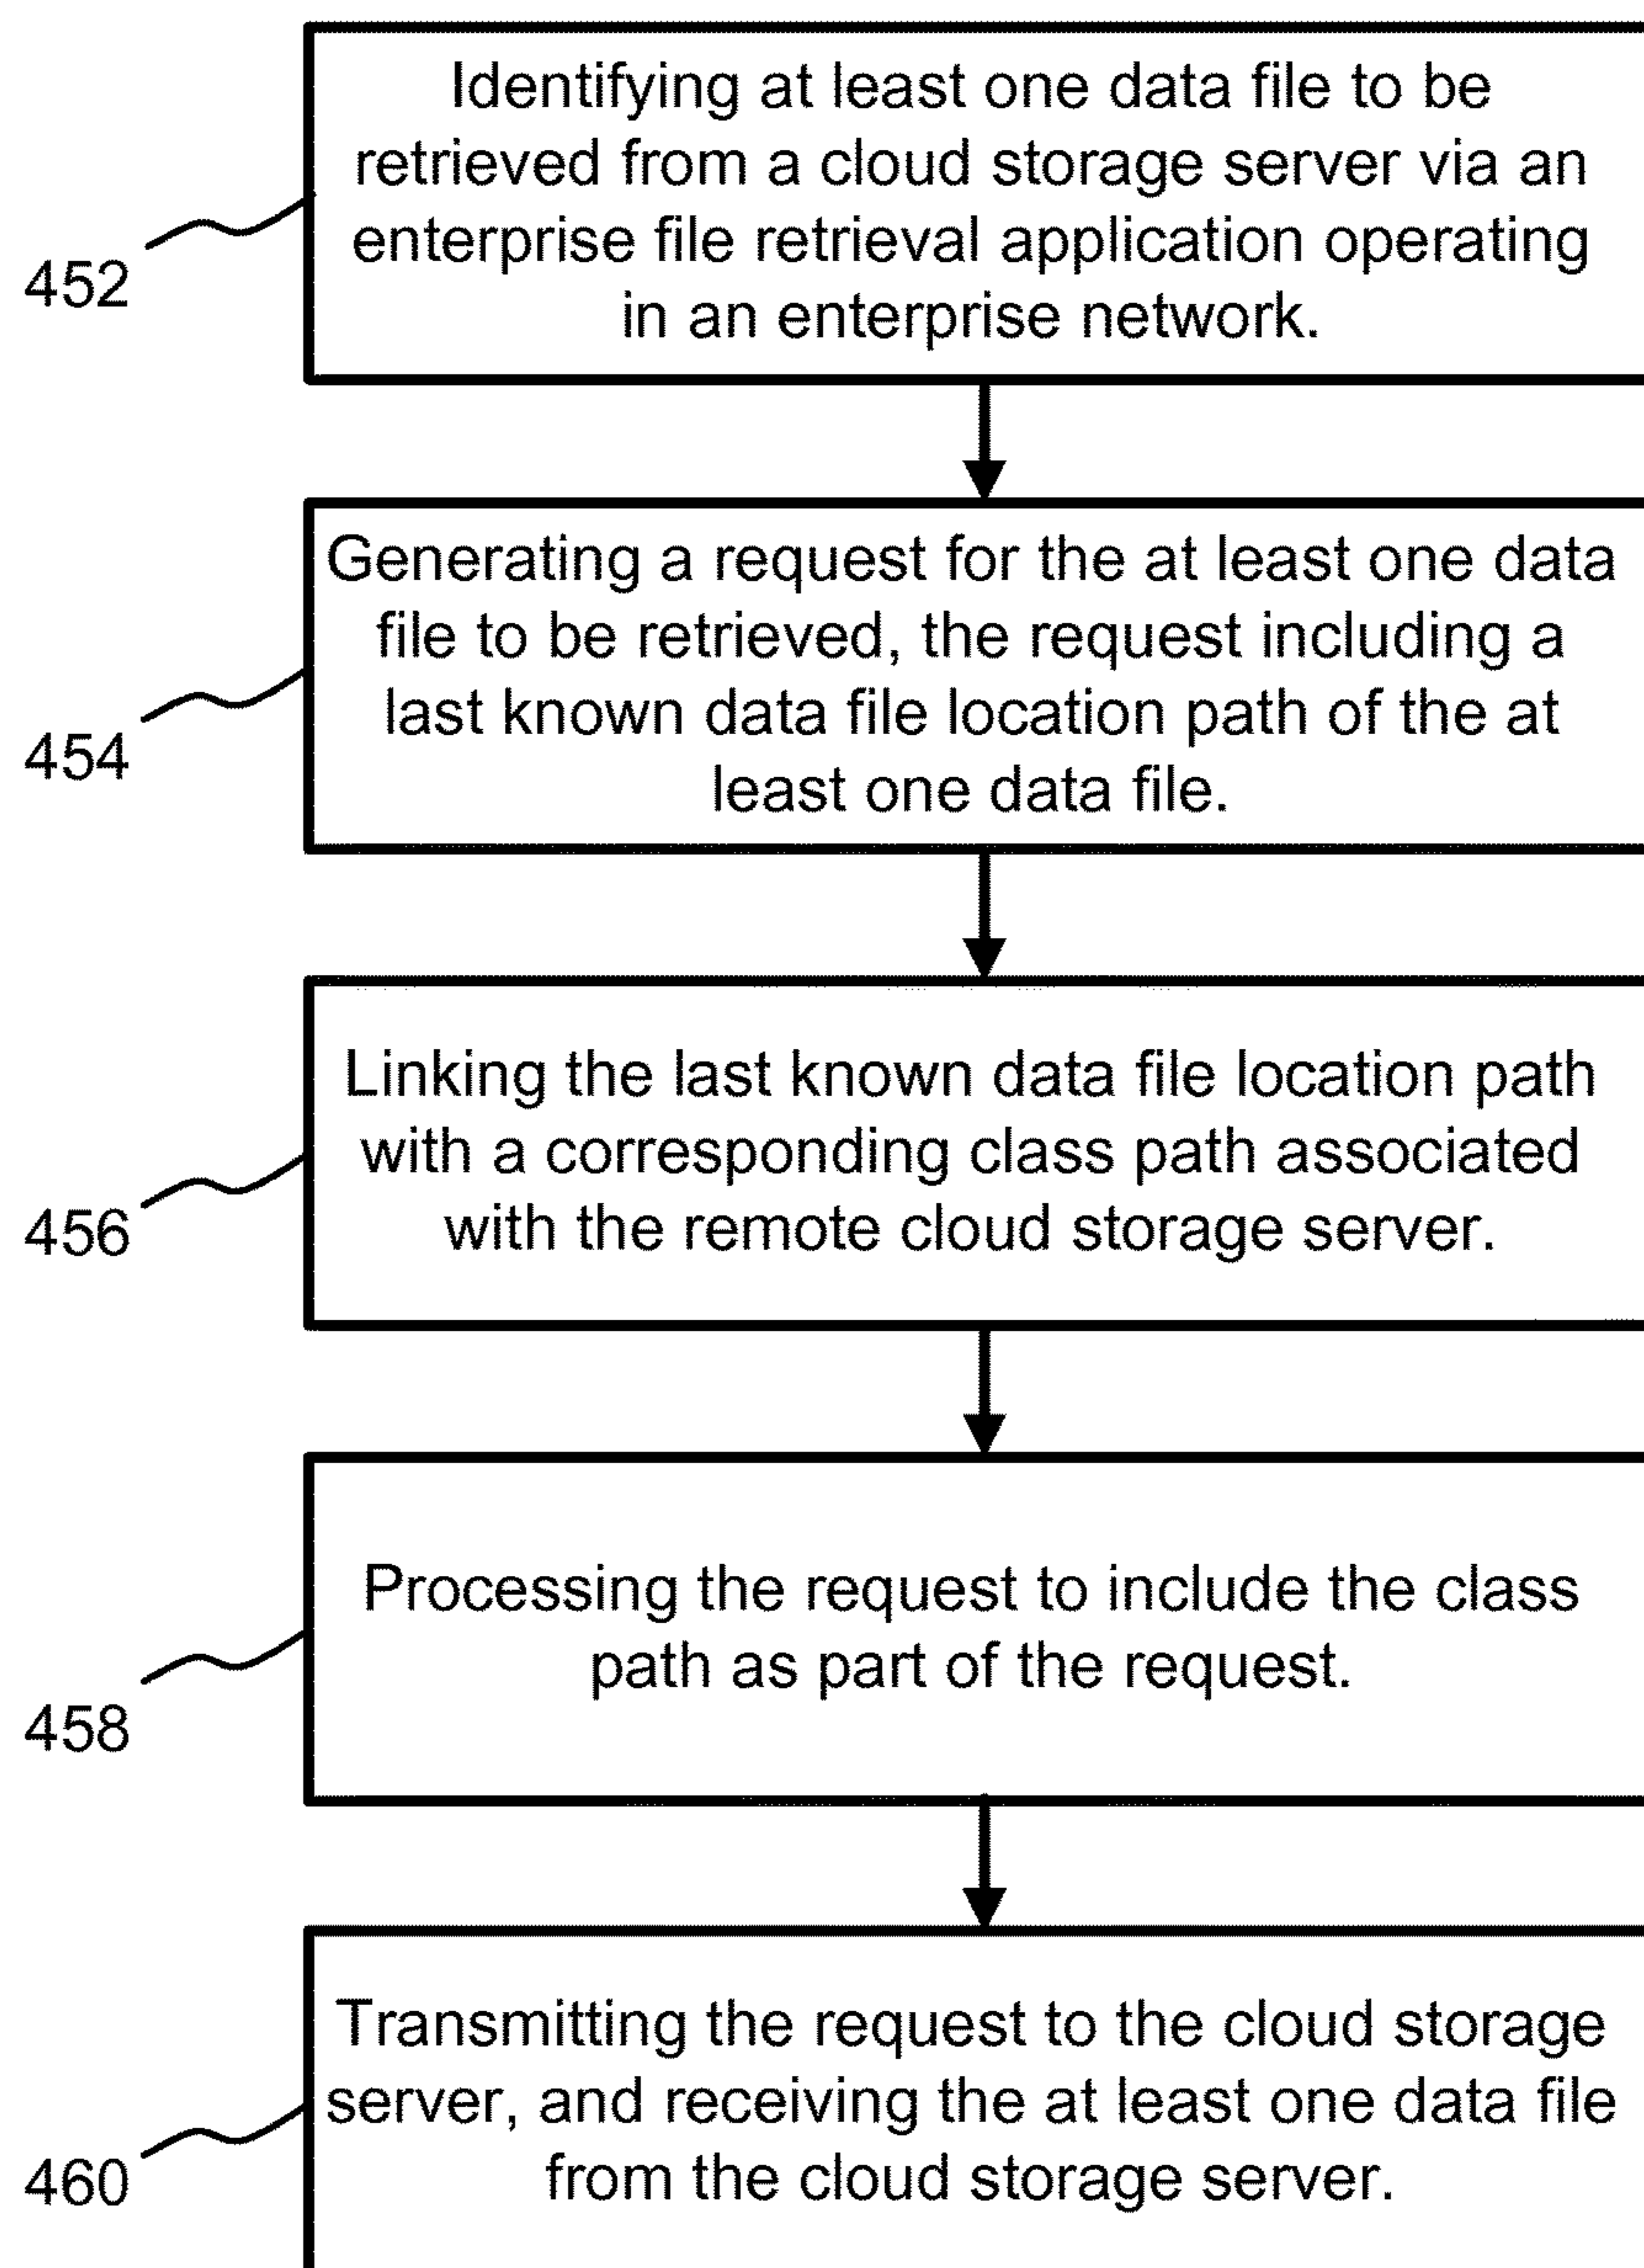 Identifying at least one data file to be
retrieved from a cloud storage server via an
enterprise file retrieval application operating
in an enterprise network.
452
Generating a request for the at least one data
file to be retrieved, the request including a
last known data file location path of the at
least one data file.
454
Linking the last known data file location path
with a corresponding class path associated
with the remote cloud storage server.
456
Processing the request to include the class
path as part of the request.
458
Transmitting the request to the cloud storage
server, and receiving the at least one data file
from the cloud storage server.
460